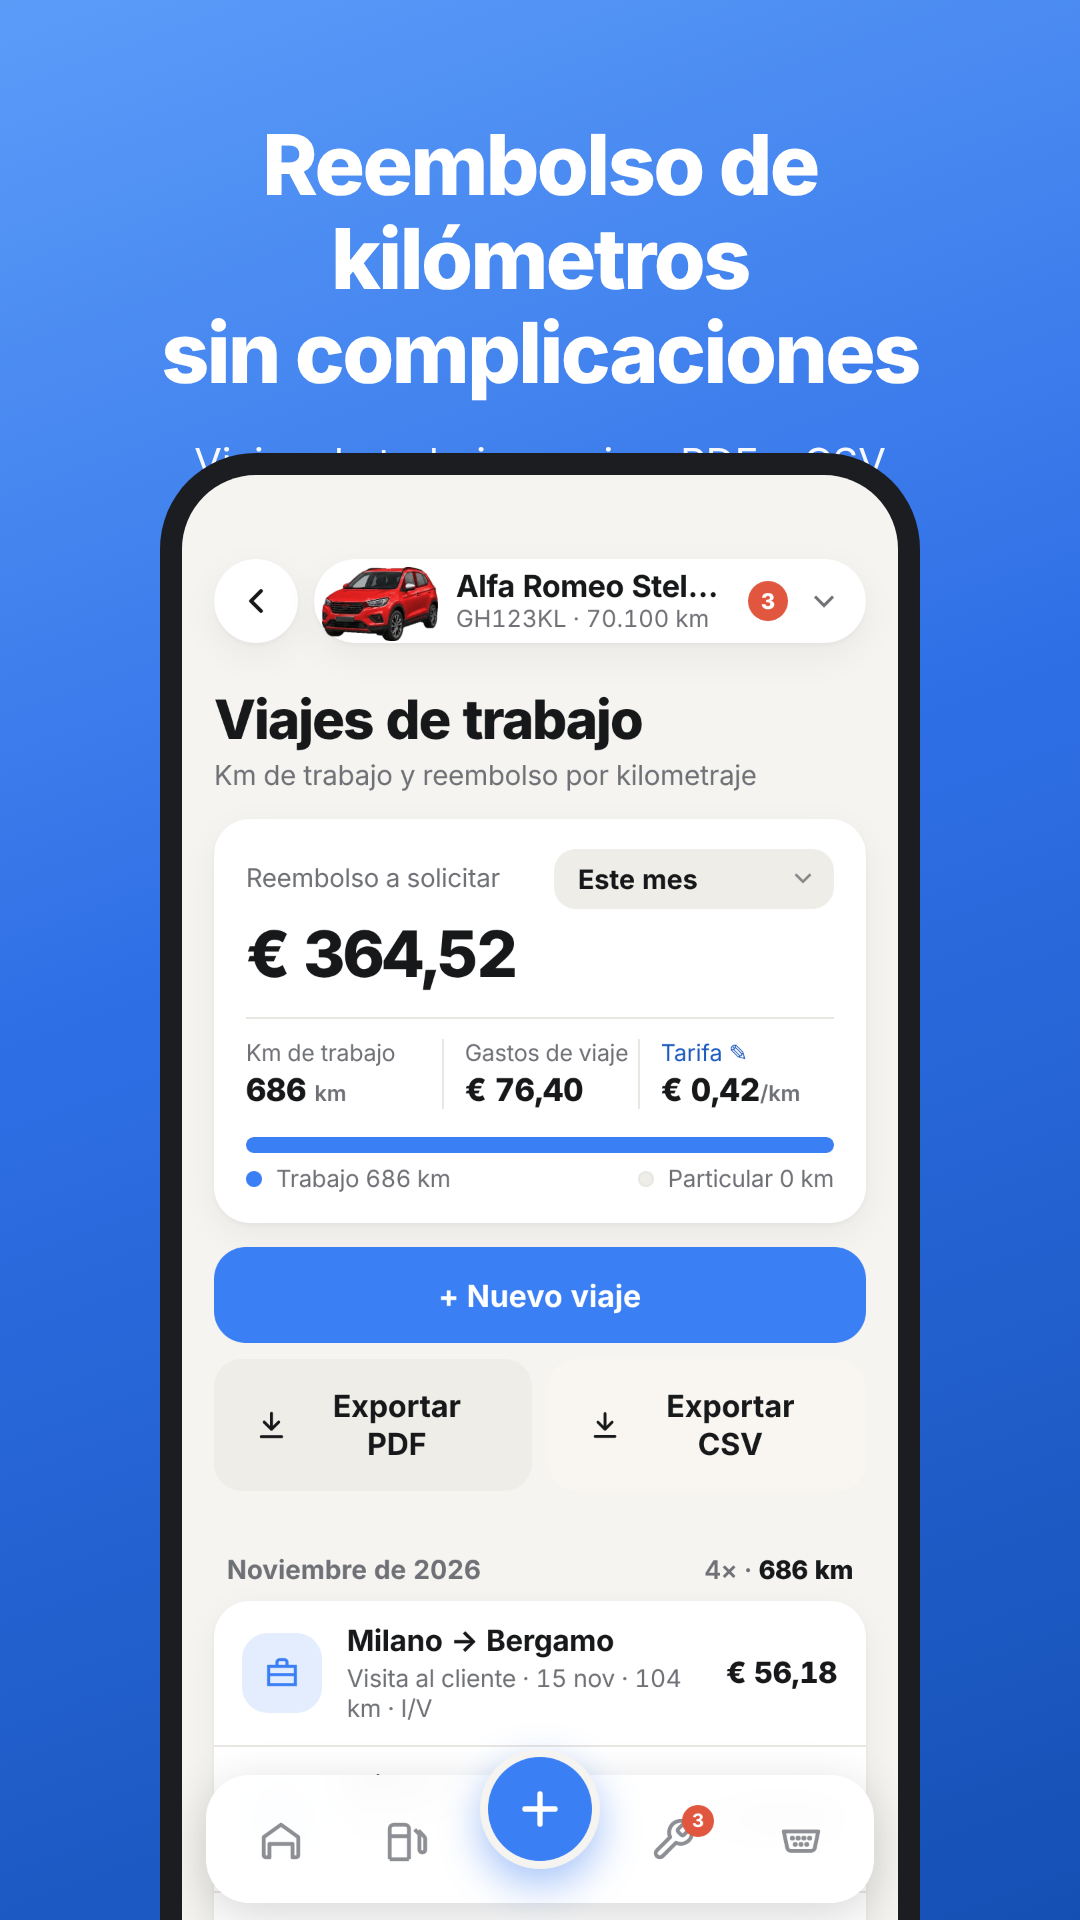 Reembolso de
kilómetros
sin complicaciones
Alfa Romeo Stel...
GH123KL · 70.100 km
3
Viajes de trabajo
Km de trabajo y reembolso por kilometraje
Reembolso a solicitar
Este mes
€ 364,52
Km de trabajo
686 km
Gastos de viaje
€ 76,40
Tarifa ✎
€ 0,42/km
Trabajo 686 km
Particular 0 km
+ Nuevo viaje
Exportar
PDF
Exportar
CSV
Noviembre de 2026
4× · 686 km
Milano → Bergamo
Visita al cliente · 15 nov · 104
km · I/V
€ 56,18
3